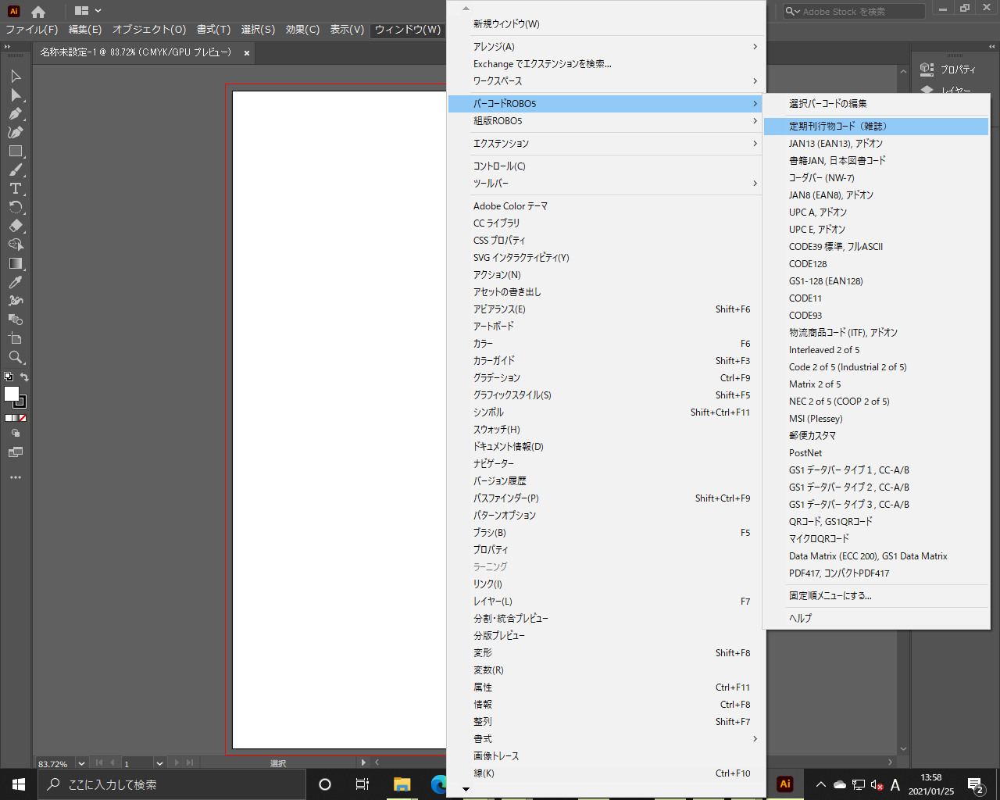 Ai
Adobe Stock を検索
ファイル(F) 編集(E) オブジェクト(O) 書式(T) 選択(S) 効果(C) 表示(V) ウィンドウ(W)
名称未設定-1 @ 83.72% (CMYK/GPU プレビュー) ×
プロパティ
新規ウィンドウ(W)
アレンジ(A)
Exchange でエクステンションを検索...
ワークスペース
バーコードROBO5
組版ROBO5
エクステンション
コントロール(C)
ツールバー
Adobe Color テーマ
CC ライブラリ
CSS プロパティ
SVG インタラクティビティ(Y)
アクション(N)
アセットの書き出し
アピアランス(E) Shift+F6
アートボード
カラー F6
カラーガイド Shift+F3
グラデーション Ctrl+F9
グラフィックスタイル(S) Shift+F5
シンボル Shift+Ctrl+F11
スウォッチ(H)
ドキュメント情報(D)
ナビゲーター
バージョン履歴
パスファインダー(P) Shift+Ctrl+F9
パターンオプション
ブラシ(B) F5
プロパティ
ラーニング
リンク(I)
レイヤー(L) F7
分割・統合プレビュー
分版プレビュー
変形 Shift+F8
変数(R)
属性 Ctrl+F11
情報 Ctrl+F8
整列 Shift+F7
書式
画像トレース
線(K) Ctrl+F10
選択バーコードの編集
定期刊行物コード（雑誌）
JAN13 (EAN13), アドオン
書籍JAN, 日本図書コード
コーダバー (NW-7)
JAN8 (EAN8), アドオン
UPC A, アドオン
UPC E, アドオン
CODE39 標準, フルASCII
CODE128
GS1-128 (EAN128)
CODE11
CODE93
物流商品コード (ITF), アドオン
Interleaved 2 of 5
Code 2 of 5 (Industrial 2 of 5)
Matrix 2 of 5
NEC 2 of 5 (COOP 2 of 5)
MSI (Plessey)
郵便カスタマ
PostNet
GS1 データバー タイプ 1 , CC-A/B
GS1 データバー タイプ 2 , CC-A/B
GS1 データバー タイプ 3 , CC-A/B
QRコード, GS1QRコード
マイクロQRコード
Data Matrix (ECC 200), GS1 Data Matrix
PDF417, コンパクトPDF417
固定順メニューにする...
ヘルプ
83.72% 1 選択
ここに入力して検索
Ai
A
13:58
2021/01/25
2